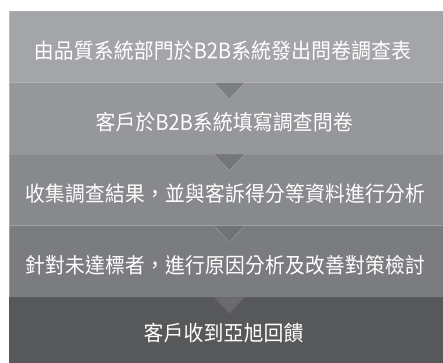 由品質系統部門於B2B系統發出問卷調查表
客戶於B2B系統填寫調查問卷
收集調查結果，並與客訴得分等資料進行分析
針對未達標者，進行原因分析及改善對策檢討
客戶收到亞旭回饋